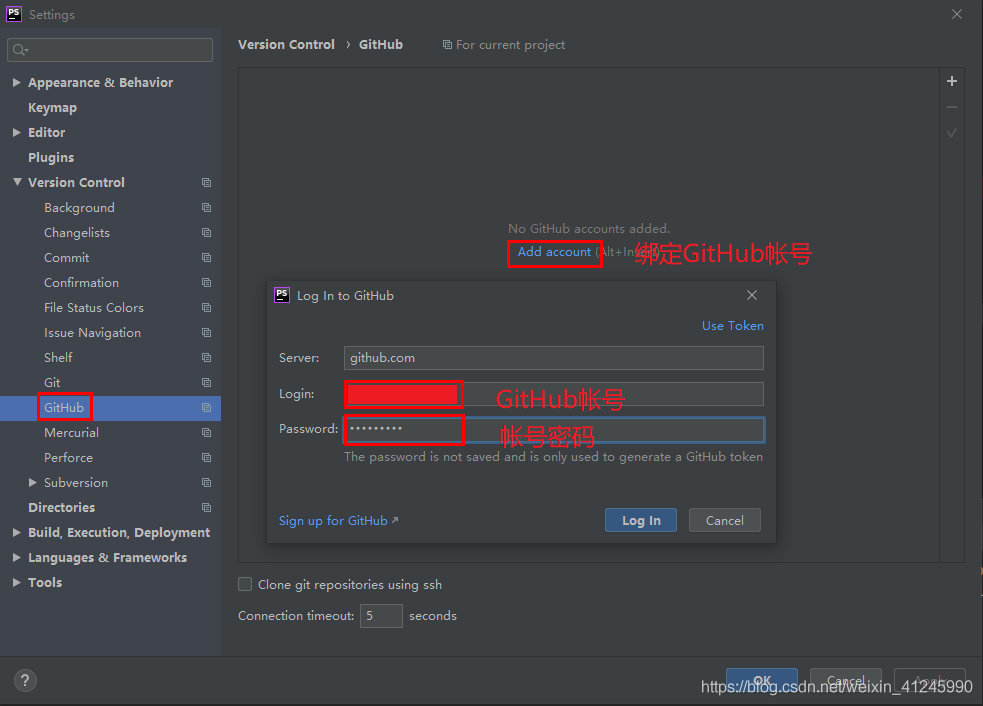 PS Settings
Version Control › GitHub For current project
Appearance & Behavior
Keymap
Editor
Plugins
Version Control
Background
Changelists
Commit
Confirmation
File Status Colors
Issue Navigation
Shelf
Git
GitHub
Mercurial
Perforce
Subversion
Directories
Build, Execution, Deployment
Languages & Frameworks
Tools
No GitHub accounts added.
Add account (Alt+Insert)
绑定GitHub帐号
PS Log In to GitHub
Use Token
Server: github.com
Login:
GitHub帐号
Password: •••••••••
帐号密码
The password is not saved and is only used to generate a GitHub token
Sign up for GitHub ↗
Log In
Cancel
Clone git repositories using ssh
Connection timeout: 5 seconds
?
OK
Cancel
Apply
https://blog.csdn.net/weixin_41245990